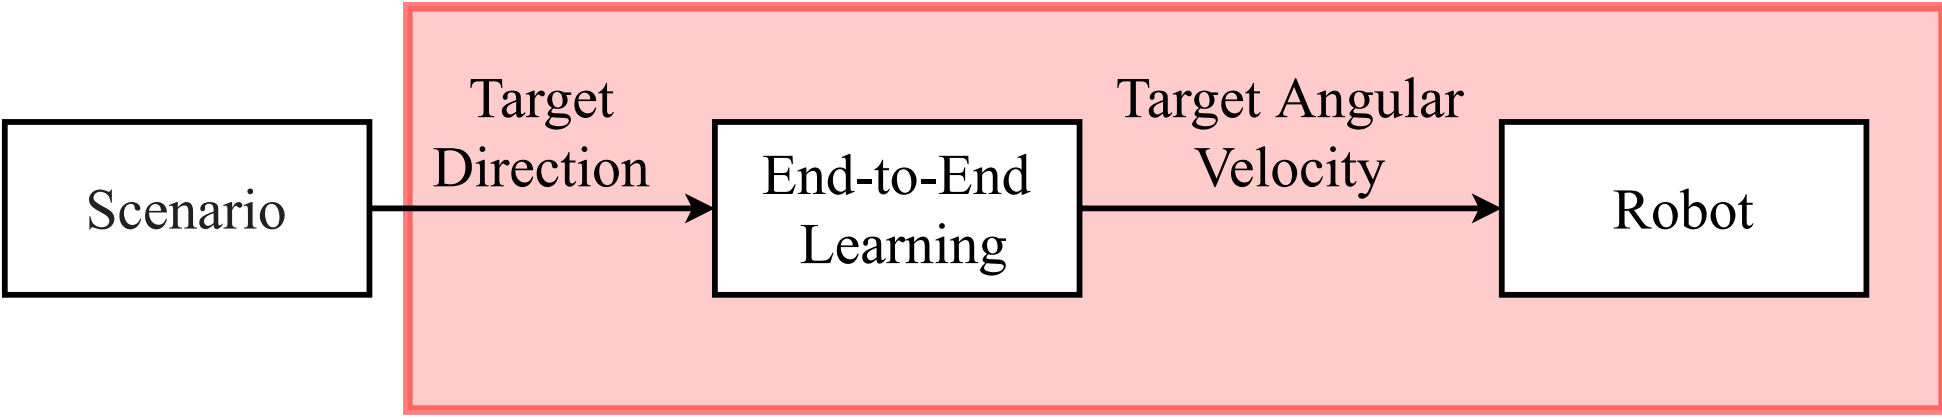 Scenario
Target
Direction
End-to-End
Learning
Target Angular
Velocity
Robot